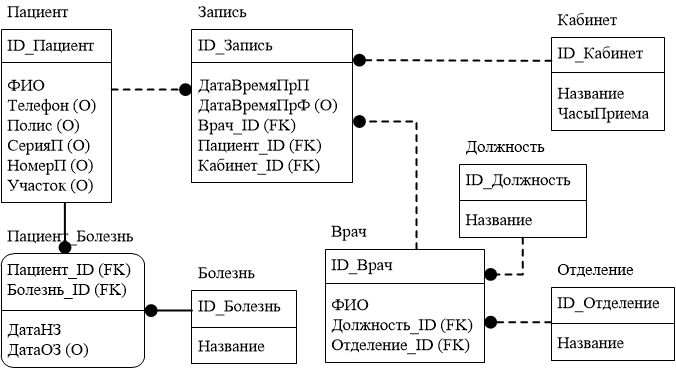 Пациент
ID_Пациент
ФИО
Телефон (O)
Полис (O)
СерияП (O)
НомерП (O)
Участок (O)
Запись
ID_Запись
ДатаВремяПрП
ДатаВремяПрФ (O)
Врач_ID (FK)
Пациент_ID (FK)
Кабинет_ID (FK)
Кабинет
ID_Кабинет
Название
ЧасыПриема
Должность
ID_Должность
Название
Пациент_Болезнь
Пациент_ID (FK)
Болезнь_ID (FK)
ДатаНЗ
ДатаОЗ (O)
Болезнь
ID_Болезнь
Название
Врач
ID_Врач
ФИО
Должность_ID (FK)
Отделение_ID (FK)
Отделение
ID_Отделение
Название